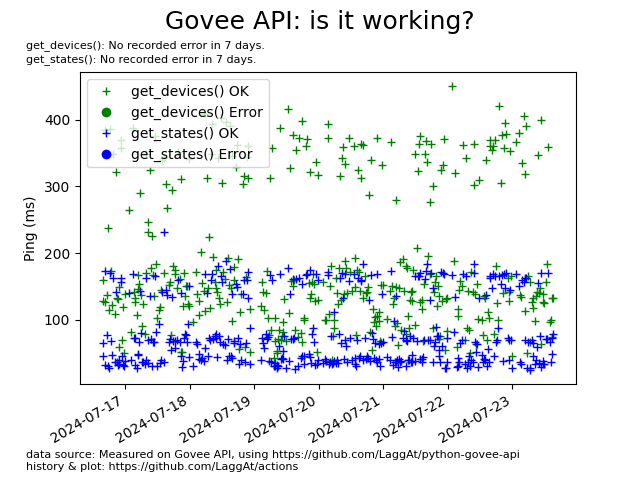 Govee API: is it working?
get_devices(): No recorded error in 7 days.
get_states(): No recorded error in 7 days.
get_devices() OK
get_devices() Error
get_states() OK
get_states() Error
400
300
200
100
Ping (ms)
2024-07-17
2024-07-18
2024-07-19
2024-07-20
2024-07-21
2024-07-22
2024-07-23
data source: Measured on Govee API, using https://github.com/LaggAt/python-govee-api
history & plot: https://github.com/LaggAt/actions